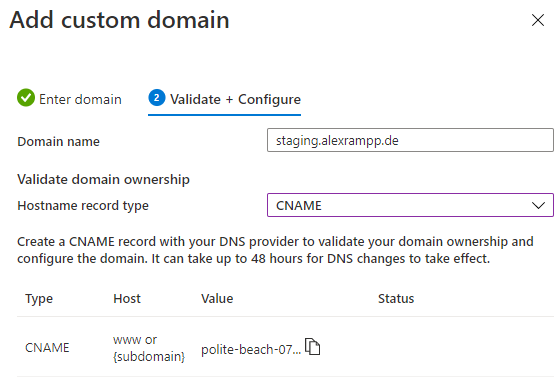 Add custom domain
Enter domain
2 Validate + Configure
Domain name staging.alexrampp.de
Validate domain ownership
Hostname record type CNAME
Create a CNAME record with your DNS provider to validate your domain ownership and
configure the domain. It can take up to 48 hours for DNS changes to take effect.
Type Host Value Status
CNAME www or {subdomain} polite-beach-07...